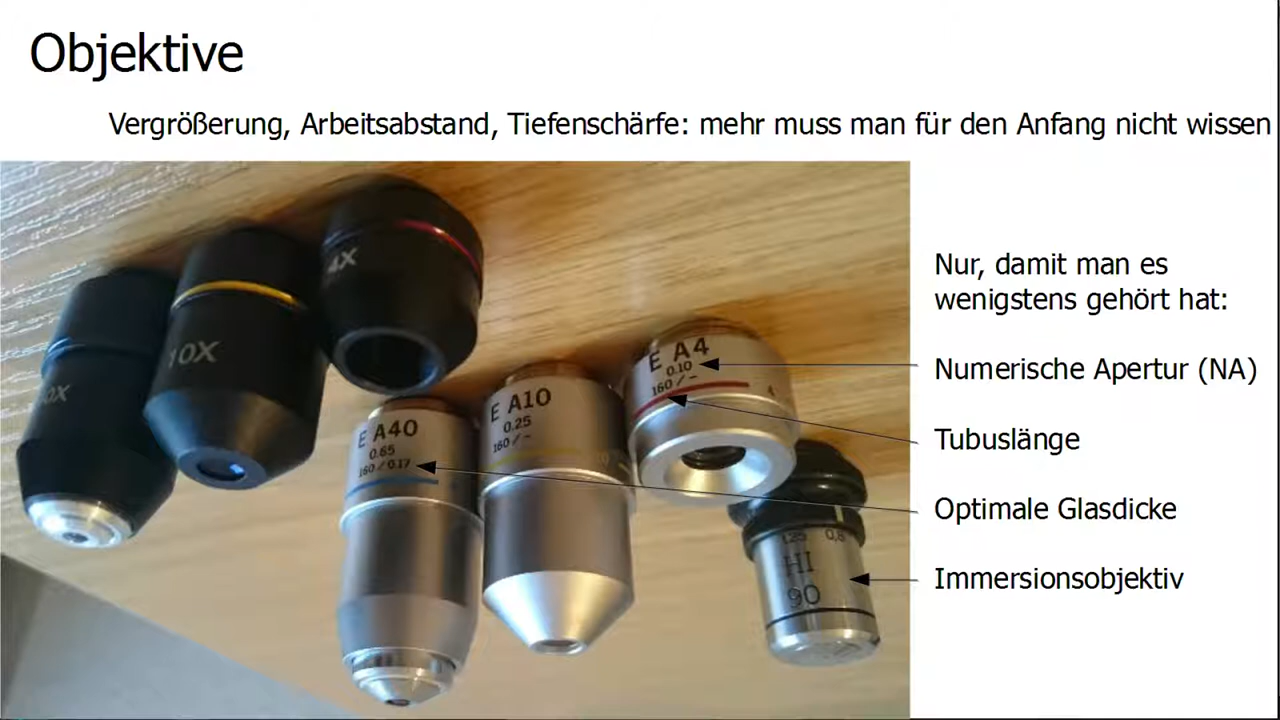 Objektive
Vergrößerung, Arbeitsabstand, Tiefenschärfe: mehr muss man für den Anfang nicht wissen
Nur, damit man es
wenigstens gehört hat:
Numerische Apertur (NA)
Tubuslänge
Optimale Glasdicke
Immersionsobjektiv
10X
4X
E A40
0.65
160/0.17
E A10
0.25
160/-
E A4
0.10
160/-
4
HI
90